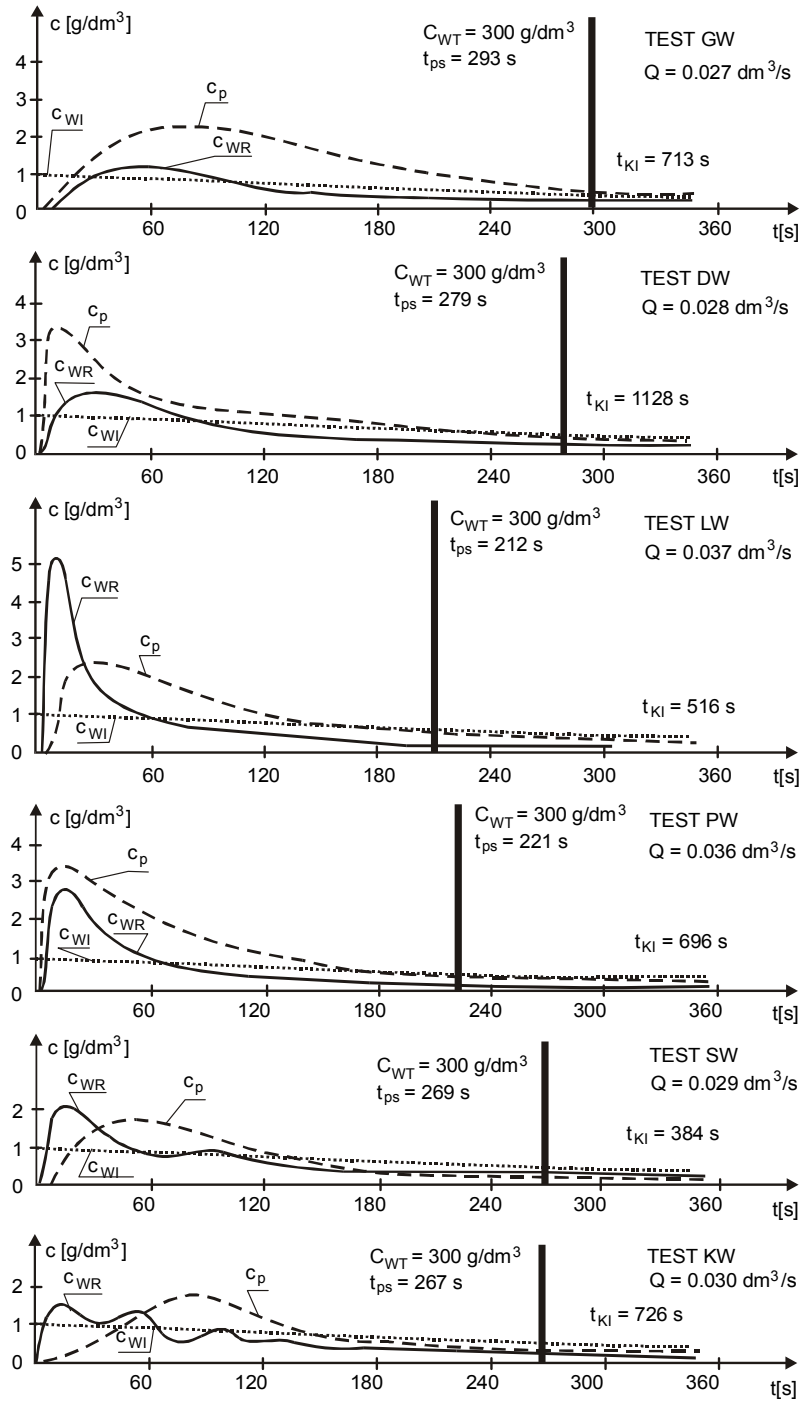 c [g/dm³]
C_WT = 300 g/dm³
t_ps = 293 s
TEST GW
Q = 0.027 dm³/s
4
3
2
1
0
c_WI
c_p
c_WR
t_KI = 713 s
60 120 180 240 300 360
t[s]
c [g/dm³]
C_WT = 300 g/dm³
t_ps = 279 s
TEST DW
Q = 0.028 dm³/s
4
3
2
1
0
c_p
c_WR
c_WI
t_KI = 1128 s
60 120 180 240 300 360
t[s]
c [g/dm³]
C_WT = 300 g/dm³
t_ps = 212 s
TEST LW
Q = 0.037 dm³/s
5
4
3
2
1
0
c_WR
c_p
c_WI
t_KI = 516 s
60 120 180 240 300 360
t[s]
c [g/dm³]
C_WT = 300 g/dm³
t_ps = 221 s
TEST PW
Q = 0.036 dm³/s
4
3
2
1
0
c_p
c_WR
c_WI
t_KI = 696 s
60 120 180 240 300 360
t[s]
c [g/dm³]
C_WT = 300 g/dm³
t_ps = 269 s
TEST SW
Q = 0.029 dm³/s
2
1
0
c_WR
c_p
c_WI
t_KI = 384 s
60 120 180 240 300 360
t[s]
c [g/dm³]
C_WT = 300 g/dm³
t_ps = 267 s
TEST KW
Q = 0.030 dm³/s
2
1
0
c_WR
c_p
c_WI
t_KI = 726 s
60 120 180 240 300 360
t[s]